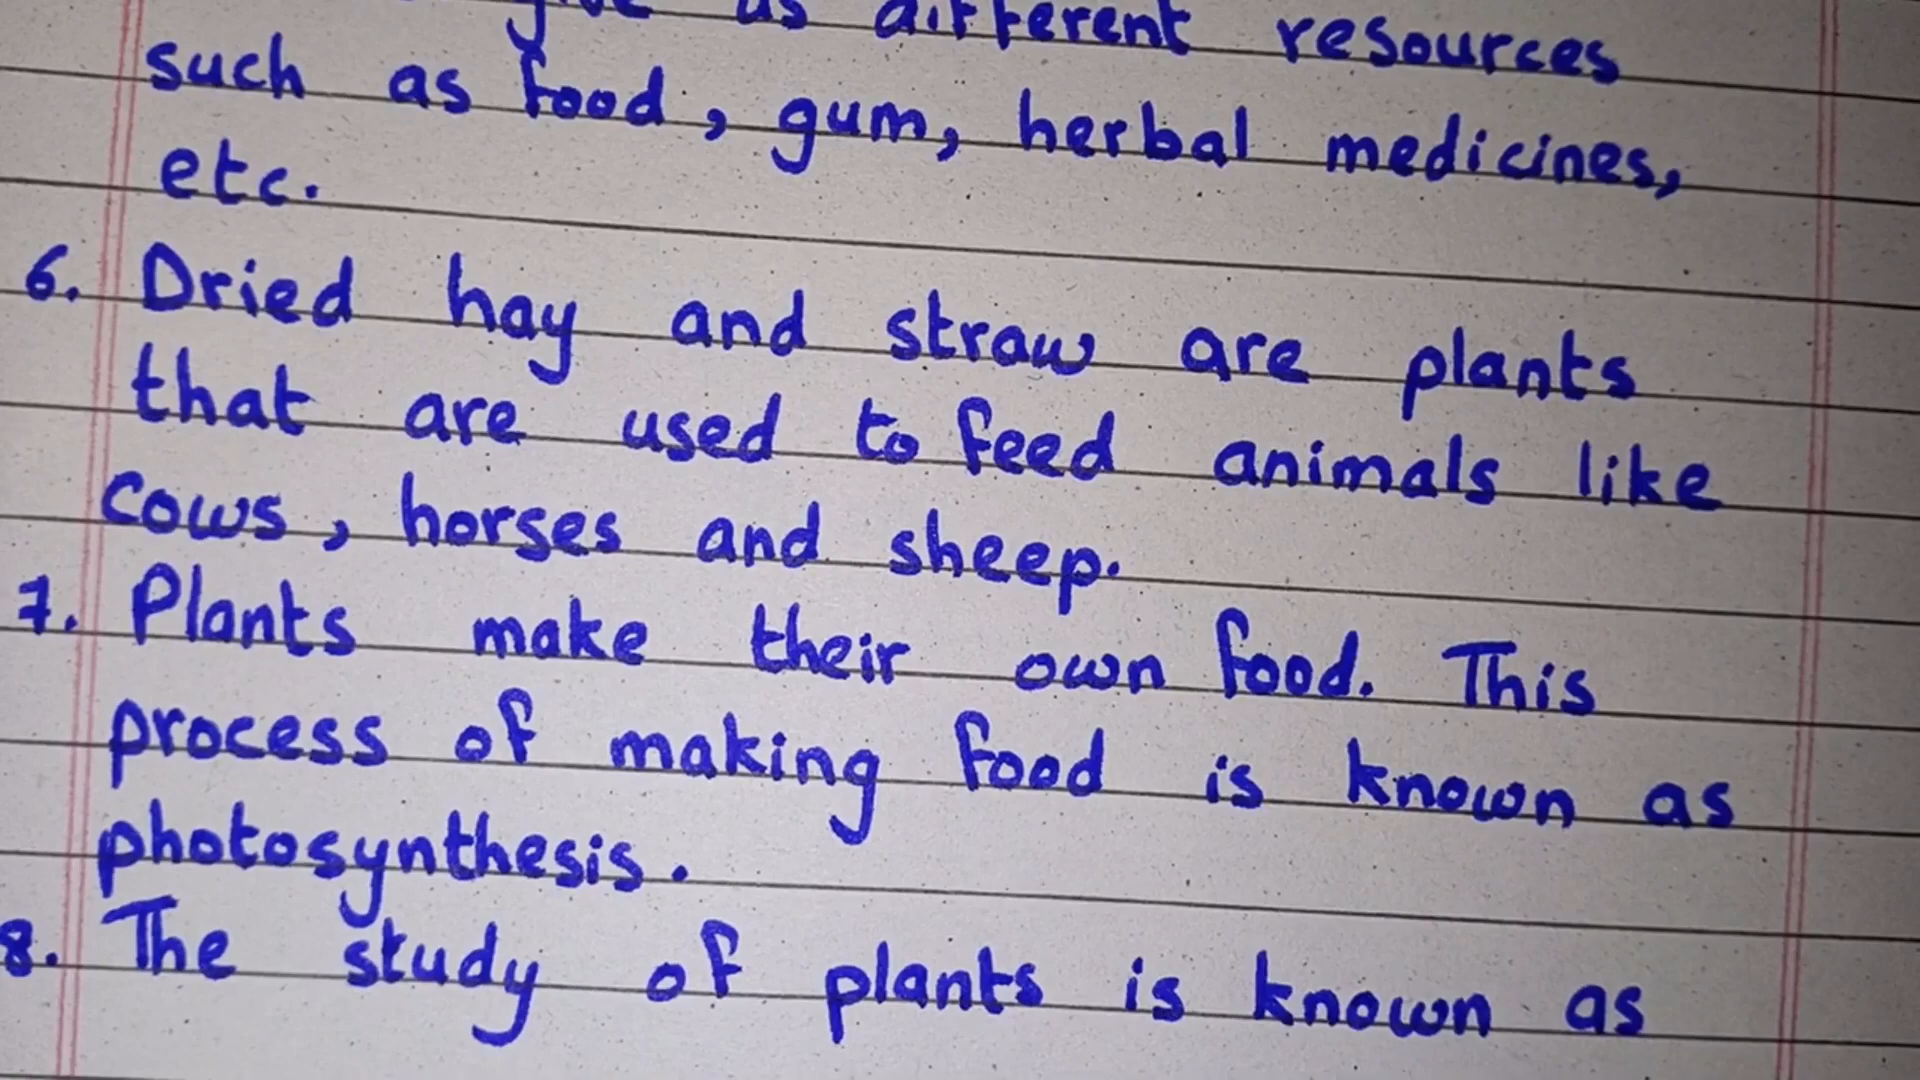 give us different resources
such as food, gum, herbal medicines,
etc.
6. Dried hay and straw are plants
that are used to feed animals like
cows, horses and sheep.
7. Plants make their own food. This
process of making food is known as
photosynthesis.
8. The study of plants is known as